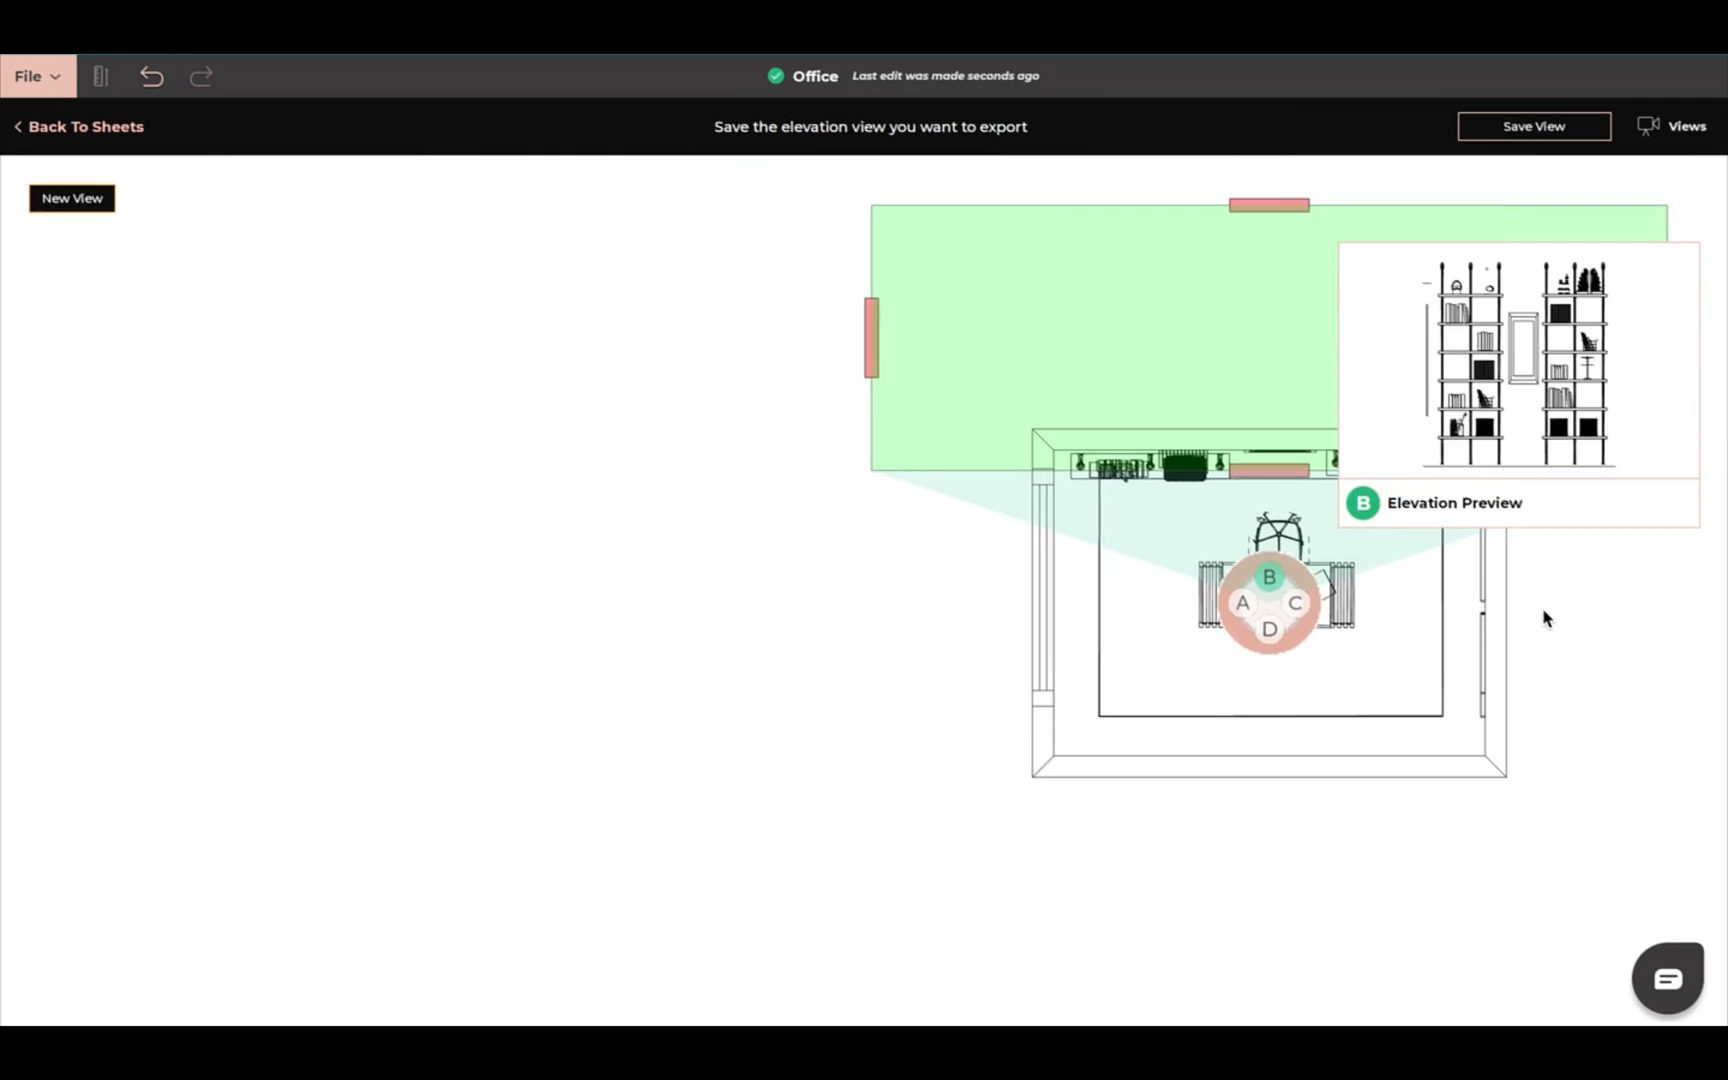 File
Office Last edit was made seconds ago
Back To Sheets
Save the elevation view you want to export
Save View
Views
New View
B Elevation Preview
B
A C
D